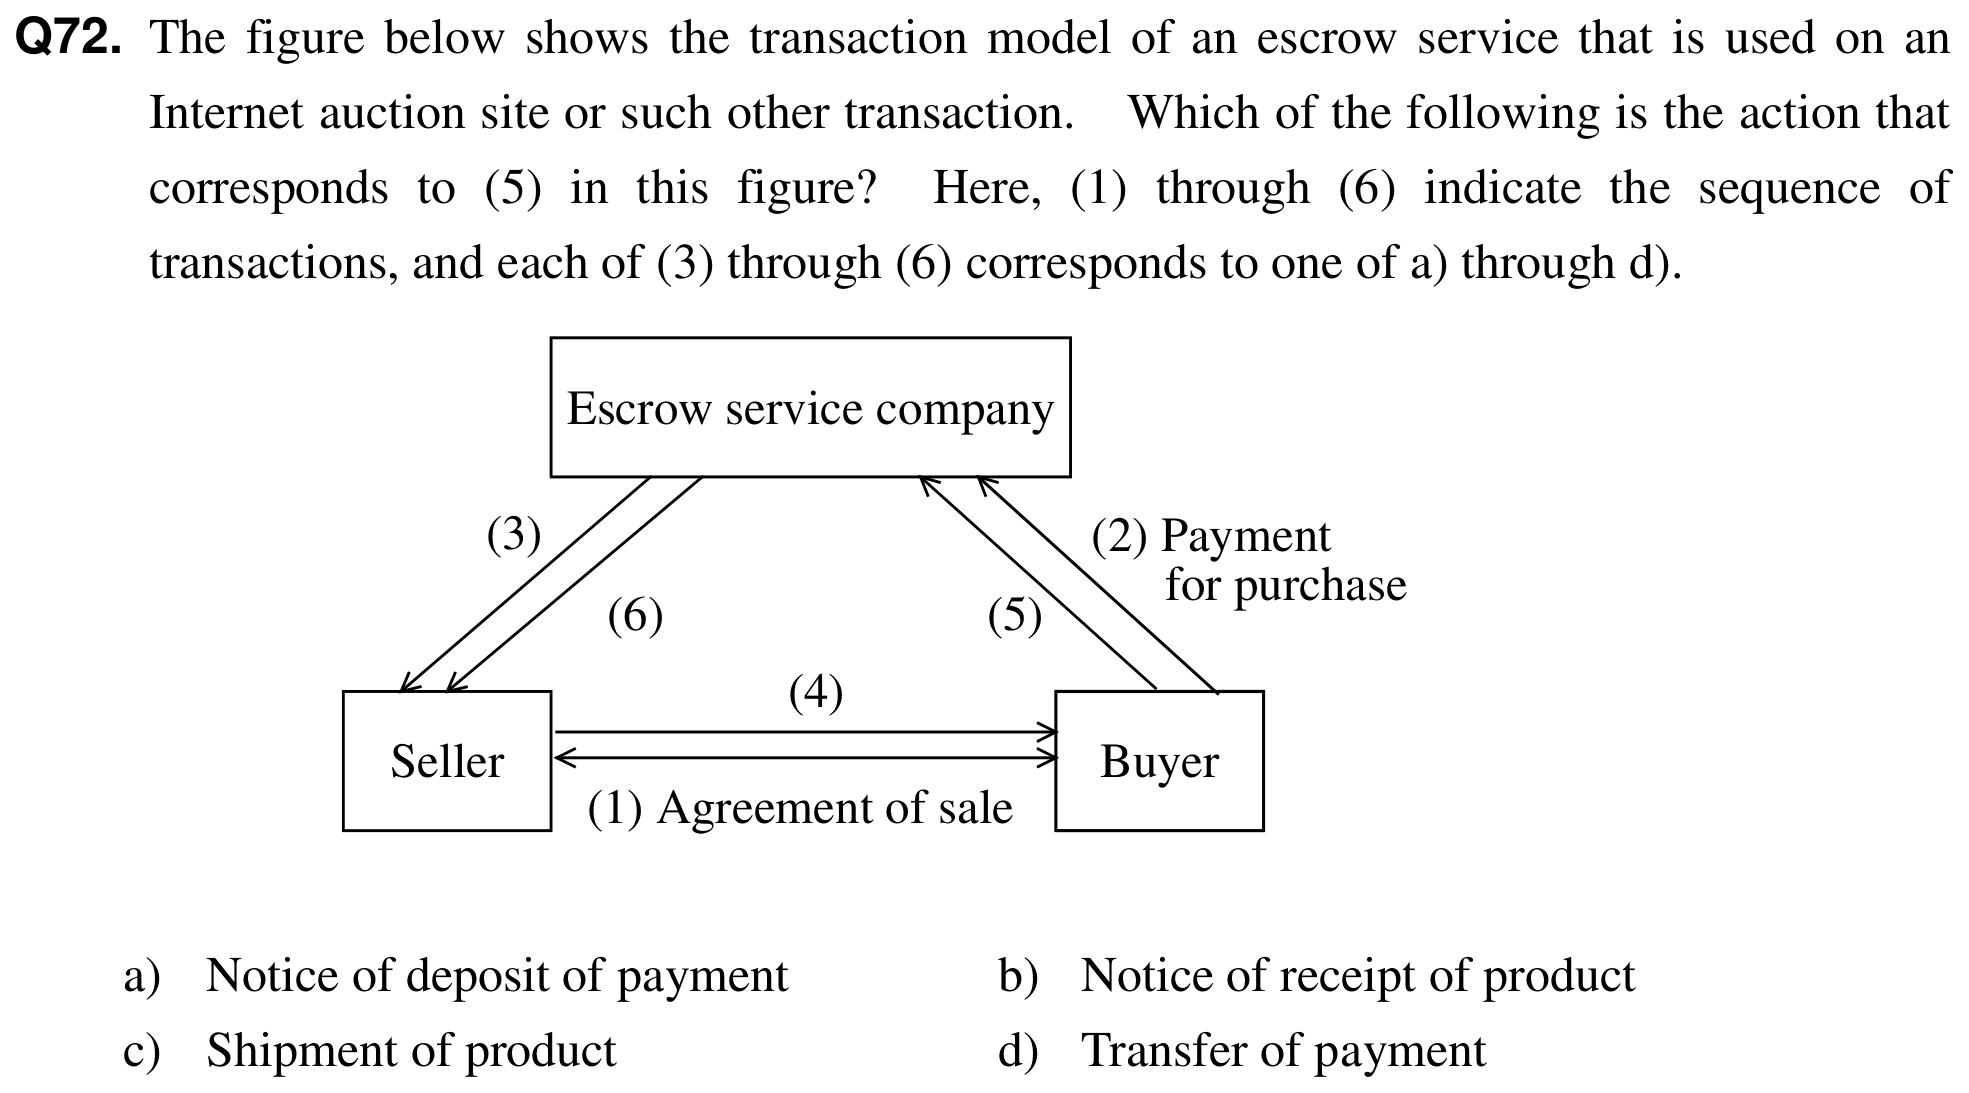 Q72. The figure below shows the transaction model of an escrow service that is used on an
Internet auction site or such other transaction. Which of the following is the action that
corresponds to (5) in this figure? Here, (1) through (6) indicate the sequence of
transactions, and each of (3) through (6) corresponds to one of a) through d).
Escrow service company
(3)
(2) Payment
for purchase
(6)
(5)
(4)
Seller
Buyer
(1) Agreement of sale
a) Notice of deposit of payment
b) Notice of receipt of product
c) Shipment of product
d) Transfer of payment